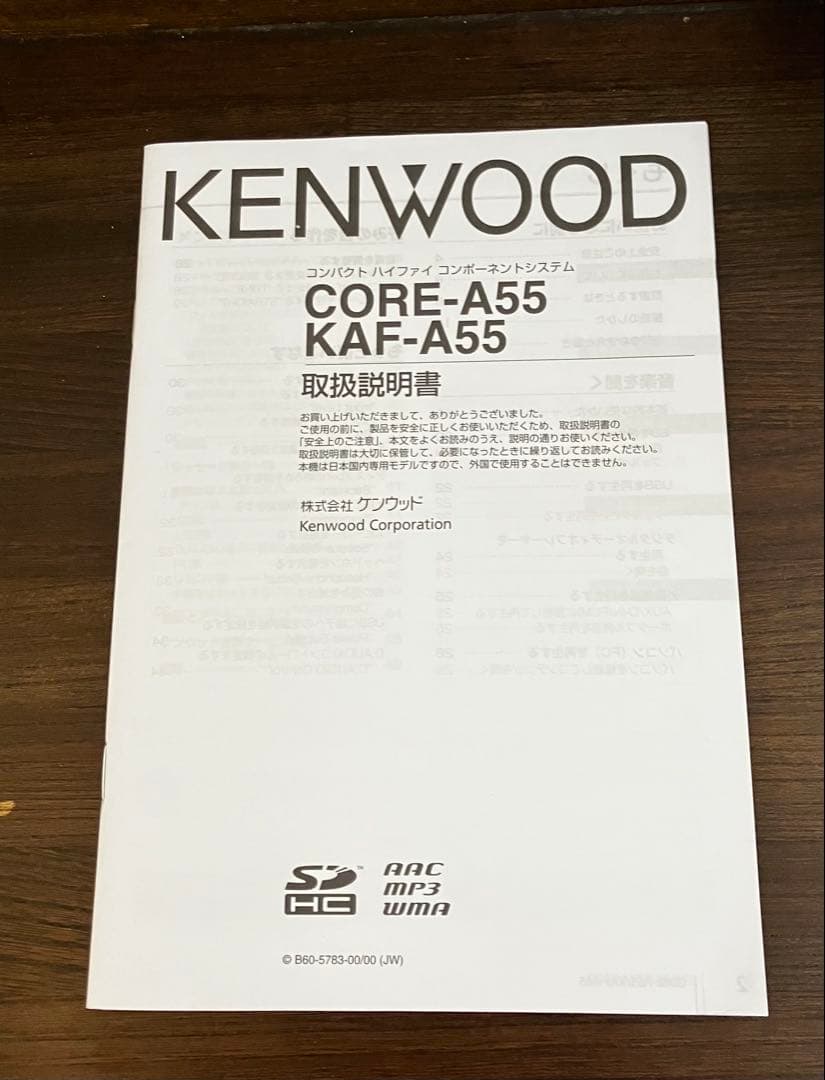 KENWOOD
コンパクト ハイファイ コンポーネントシステム
CORE-A55
KAF-A55
取扱説明書
お買い上げいただきまして、ありがとうございました。
ご使用の前に、製品を安全に正しくお使いいただくため、取扱説明書の
「安全上のご注意」、本文をよくお読みのうえ、説明の通りお使いください。
取扱説明書は大切に保管して、必要になったときに繰り返してお読みください。
本機は日本国内専用モデルですので、外国で使用することはできません。
株式会社 ケンウッド
Kenwood Corporation
SD™
HC
AAC
MP3
WMA
© B60-5783-00/00 (JW)